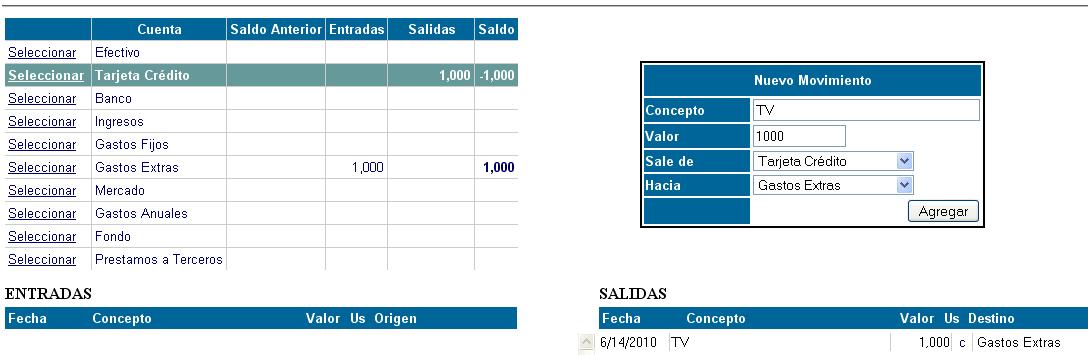 Cuenta Saldo Anterior Entradas Salidas Saldo
Seleccionar Efectivo
Seleccionar Tarjeta Crédito 1,000 -1,000
Seleccionar Banco
Seleccionar Ingresos
Seleccionar Gastos Fijos
Seleccionar Gastos Extras 1,000 1,000
Seleccionar Mercado
Seleccionar Gastos Anuales
Seleccionar Fondo
Seleccionar Prestamos a Terceros
Nuevo Movimiento
Concepto TV
Valor 1000
Sale de Tarjeta Crédito
Hacia Gastos Extras
Agregar
ENTRADAS
Fecha Concepto Valor Us Origen
SALIDAS
Fecha Concepto Valor Us Destino
6/14/2010 TV 1,000 c Gastos Extras